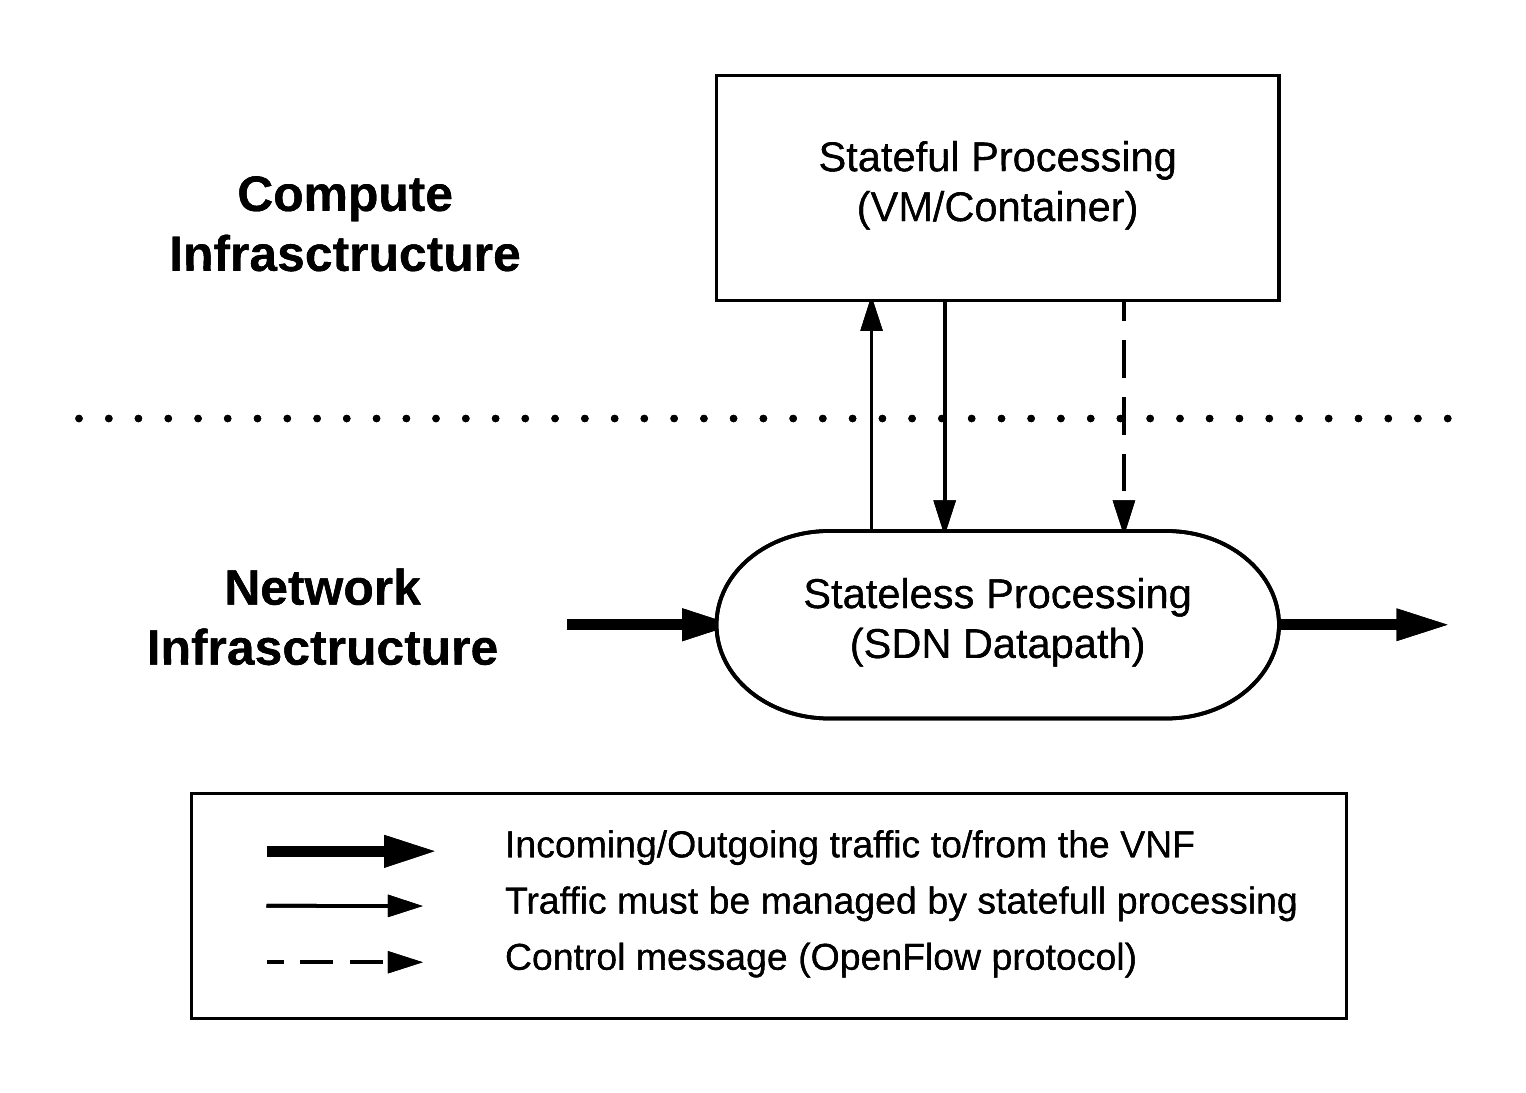 Stateful Processing
(VM/Container)
Compute
Infrasctructure
Network
Infrasctructure
Stateless Processing
(SDN Datapath)
Incoming/Outgoing traffic to/from the VNF
Traffic must be managed by statefull processing
Control message (OpenFlow protocol)